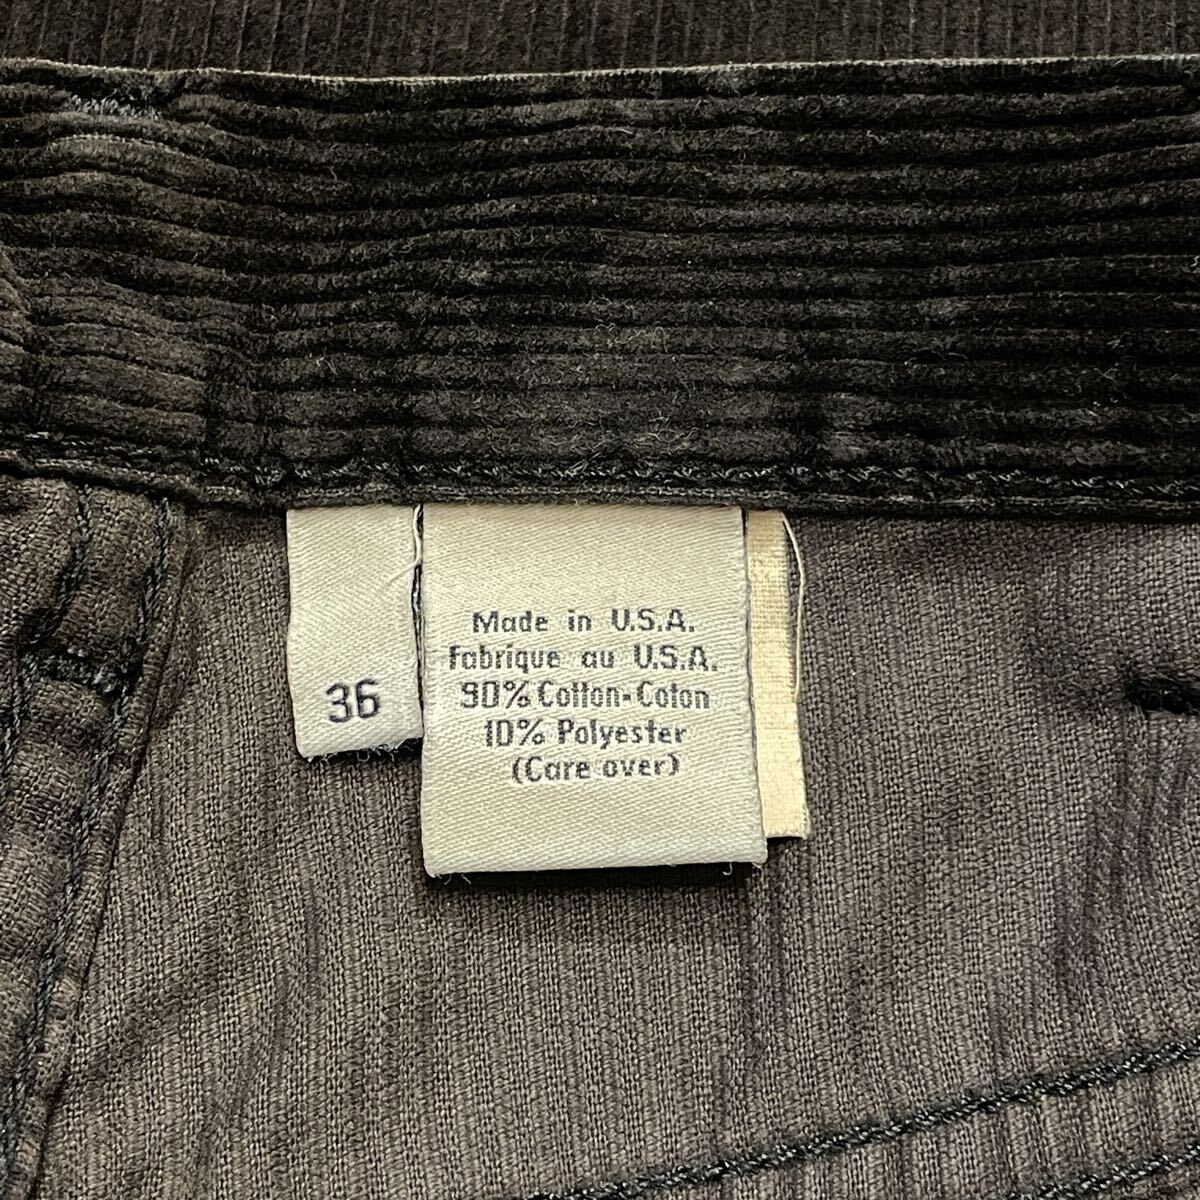 36
Made in U.S.A.
Fabrique au U.S.A.
90% Cotton-Coton
10% Polyester
(Care over)